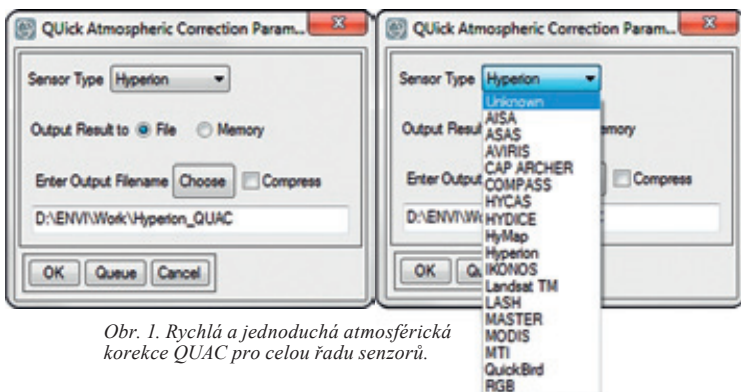 QUick Atmospheric Correction Param...
Sensor Type Hyperion
Output Result to File Memory
Enter Output Filename Choose Compress
D:\ENVI\Work\Hyperion_QUAC
OK Queue Cancel
QUick Atmospheric Correction Param...
Sensor Type Hyperion
Unknown
AISA
ASAS
AVIRIS
CAP ARCHER
COMPASS
HYCAS
HYDICE
HyMap
Hyperion
IKONOS
Landsat TM
LASH
MASTER
MODIS
MTI
QuickBird
RGB
Output Resu emory
Enter Output Compress
D:\ENVI\W
OK Q
Obr. 1. Rychlá a jednoduchá atmosférická
korekce QUAC pro celou řadu senzorů.